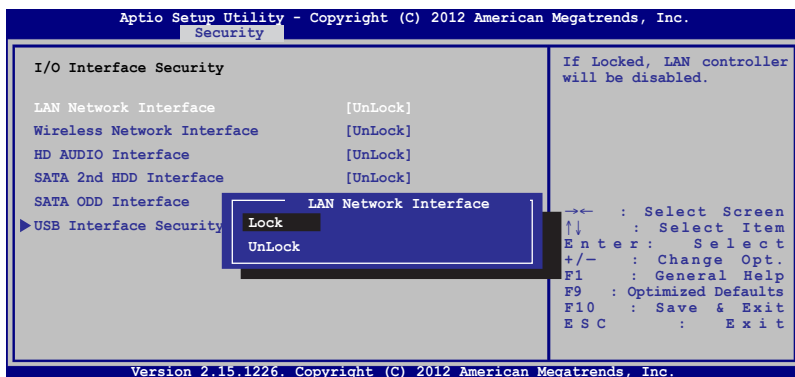 Aptio Setup Utility - Copyright (C) 2012 American Megatrends, Inc.
Security
I/O Interface Security
LAN Network Interface [UnLock]
Wireless Network Interface [UnLock]
HD AUDIO Interface [UnLock]
SATA 2nd HDD Interface [UnLock]
SATA ODD Interface
USB Interface Security
LAN Network Interface
Lock
UnLock
If Locked, LAN controller
will be disabled.
→← : Select Screen
↑↓ : Select Item
Enter: Select
+/— : Change Opt.
F1 : General Help
F9 : Optimized Defaults
F10 : Save & Exit
ESC : Exit
Version 2.15.1226. Copyright (C) 2012 American Megatrends, Inc.